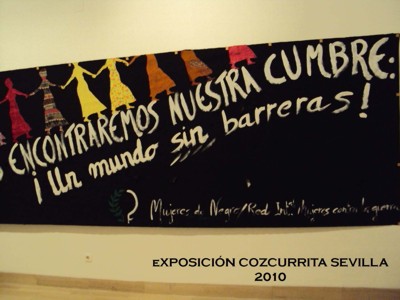 ENCONTRAREMOS NUESTRA CUMBRE:
¡Un mundo sin barreras!
Mujeres de Negro/Red Intal Mujeres contra la guerra
eXPOSICIÓN COZCURRITA SEVILLA
2010